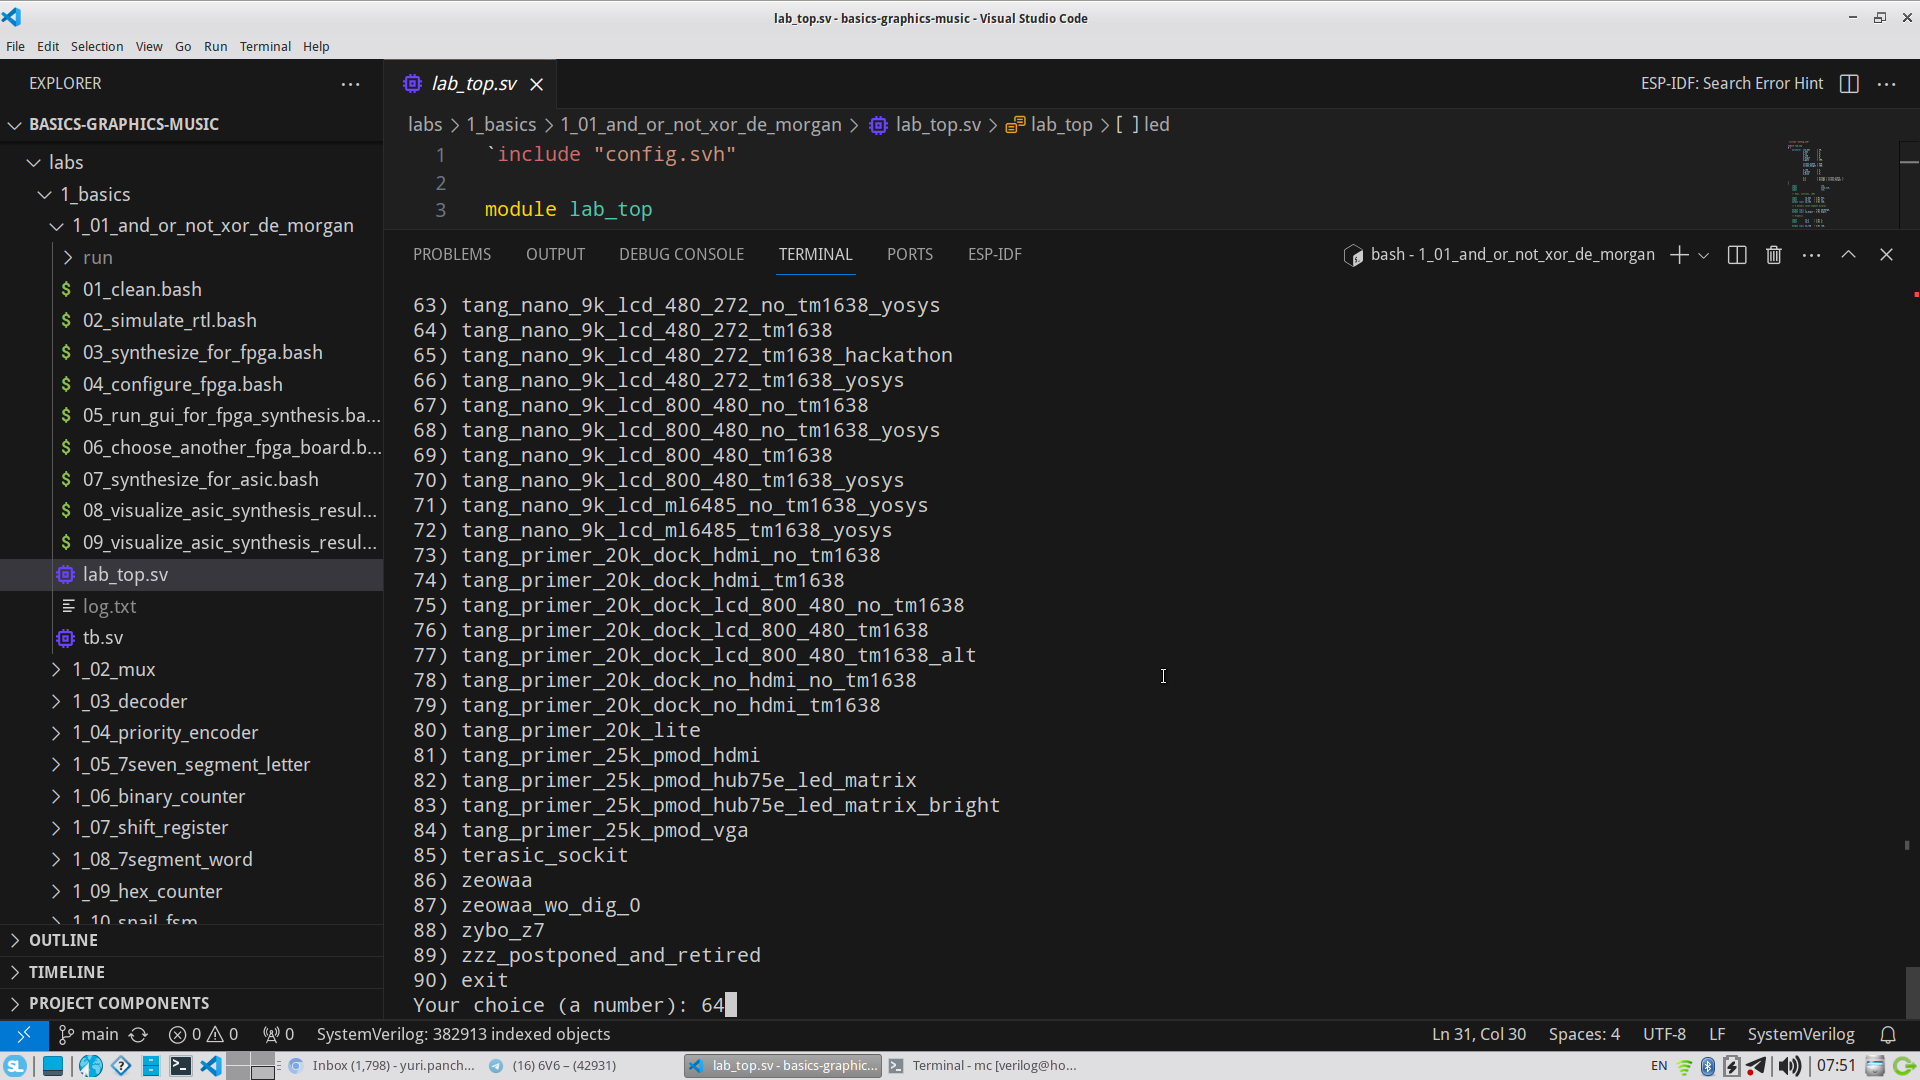 lab_top.sv - basics-graphics-music - Visual Studio Code
File Edit Selection View Go Run Terminal Help
EXPLORER
BASICS-GRAPHICS-MUSIC
labs
1_basics
1_01_and_or_not_xor_de_morgan
run
$ 01_clean.bash
$ 02_simulate_rtl.bash
$ 03_synthesize_for_fpga.bash
$ 04_configure_fpga.bash
$ 05_run_gui_for_fpga_synthesis.ba...
$ 06_choose_another_fpga_board.b...
$ 07_synthesize_for_asic.bash
$ 08_visualize_asic_synthesis_resul...
$ 09_visualize_asic_synthesis_resul...
lab_top.sv
log.txt
tb.sv
1_02_mux
1_03_decoder
1_04_priority_encoder
1_05_7seven_segment_letter
1_06_binary_counter
1_07_shift_register
1_08_7segment_word
1_09_hex_counter
1_10_snail_fsm
OUTLINE
TIMELINE
PROJECT COMPONENTS
lab_top.sv
ESP-IDF: Search Error Hint
labs > 1_basics > 1_01_and_or_not_xor_de_morgan > lab_top.sv > lab_top > [ ] led
1 `include "config.svh"
2
3 module lab_top
PROBLEMS OUTPUT DEBUG CONSOLE TERMINAL PORTS ESP-IDF
bash - 1_01_and_or_not_xor_de_morgan
63) tang_nano_9k_lcd_480_272_no_tm1638_yosys
64) tang_nano_9k_lcd_480_272_tm1638
65) tang_nano_9k_lcd_480_272_tm1638_hackathon
66) tang_nano_9k_lcd_480_272_tm1638_yosys
67) tang_nano_9k_lcd_800_480_no_tm1638
68) tang_nano_9k_lcd_800_480_no_tm1638_yosys
69) tang_nano_9k_lcd_800_480_tm1638
70) tang_nano_9k_lcd_800_480_tm1638_yosys
71) tang_nano_9k_lcd_ml6485_no_tm1638_yosys
72) tang_nano_9k_lcd_ml6485_tm1638_yosys
73) tang_primer_20k_dock_hdmi_no_tm1638
74) tang_primer_20k_dock_hdmi_tm1638
75) tang_primer_20k_dock_lcd_800_480_no_tm1638
76) tang_primer_20k_dock_lcd_800_480_tm1638
77) tang_primer_20k_dock_lcd_800_480_tm1638_alt
78) tang_primer_20k_dock_no_hdmi_no_tm1638
79) tang_primer_20k_dock_no_hdmi_tm1638
80) tang_primer_20k_lite
81) tang_primer_25k_pmod_hdmi
82) tang_primer_25k_pmod_hub75e_led_matrix
83) tang_primer_25k_pmod_hub75e_led_matrix_bright
84) tang_primer_25k_pmod_vga
85) terasic_sockit
86) zeowaa
87) zeowaa_wo_dig_0
88) zybo_z7
89) zzz_postponed_and_retired
90) exit
Your choice (a number): 64
main 0 0 0 SystemVerilog: 382913 indexed objects
Ln 31, Col 30 Spaces: 4 UTF-8 LF SystemVerilog
SL Inbox (1,798) - yuri.panch... (16) 6V6 – (42931) lab_top.sv - basics-graphic... Terminal - mc [verilog@ho... EN 07:51